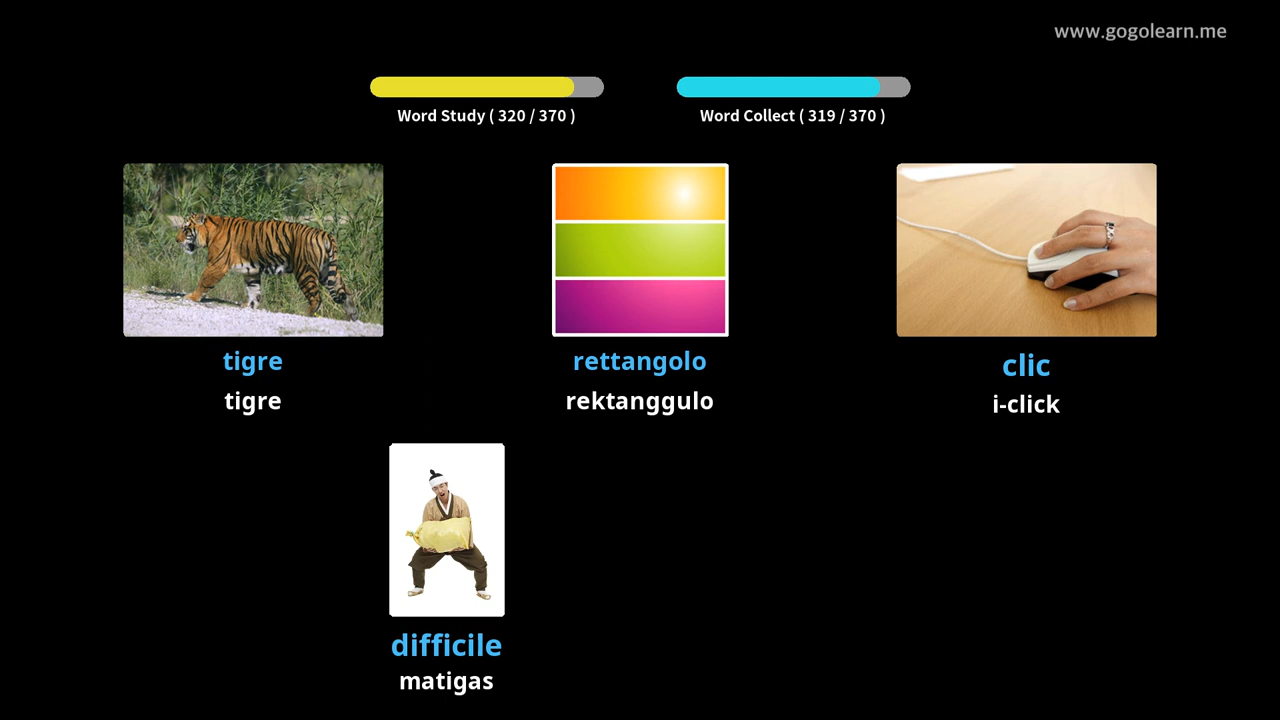 www.gogolearn.me
Word Study ( 320 / 370 )
Word Collect ( 319 / 370 )
tigre
tigre
rettangolo
rektanggulo
clic
i-click
difficile
matigas